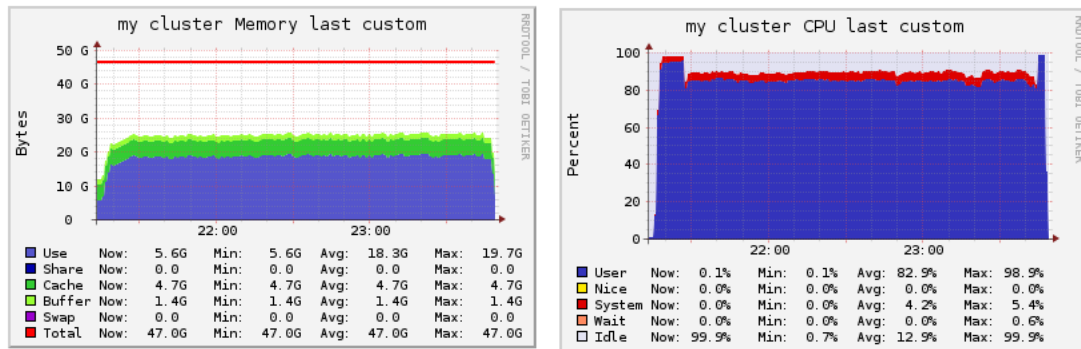 my cluster Memory last custom
RRDTOOL / TOBI OETIKER
Bytes
50 G
40 G
30 G
20 G
10 G
0
22:00 23:00
Use Now: 5.6G Min: 5.6G Avg: 18.3G Max: 19.7G
Share Now: 0.0 Min: 0.0 Avg: 0.0 Max: 0.0
Cache Now: 4.7G Min: 4.7G Avg: 4.7G Max: 4.7G
Buffer Now: 1.4G Min: 1.4G Avg: 1.4G Max: 1.4G
Swap Now: 0.0 Min: 0.0 Avg: 0.0 Max: 0.0
Total Now: 47.0G Min: 47.0G Avg: 47.0G Max: 47.0G
my cluster CPU last custom
RRDTOOL / TOBI OETIKER
Percent
100
80
60
40
20
0
22:00 23:00
User Now: 0.1% Min: 0.1% Avg: 82.9% Max: 98.9%
Nice Now: 0.0% Min: 0.0% Avg: 0.0% Max: 0.0%
System Now: 0.0% Min: 0.0% Avg: 4.2% Max: 5.4%
Wait Now: 0.0% Min: 0.0% Avg: 0.0% Max: 0.6%
Idle Now: 99.9% Min: 0.7% Avg: 12.9% Max: 99.9%